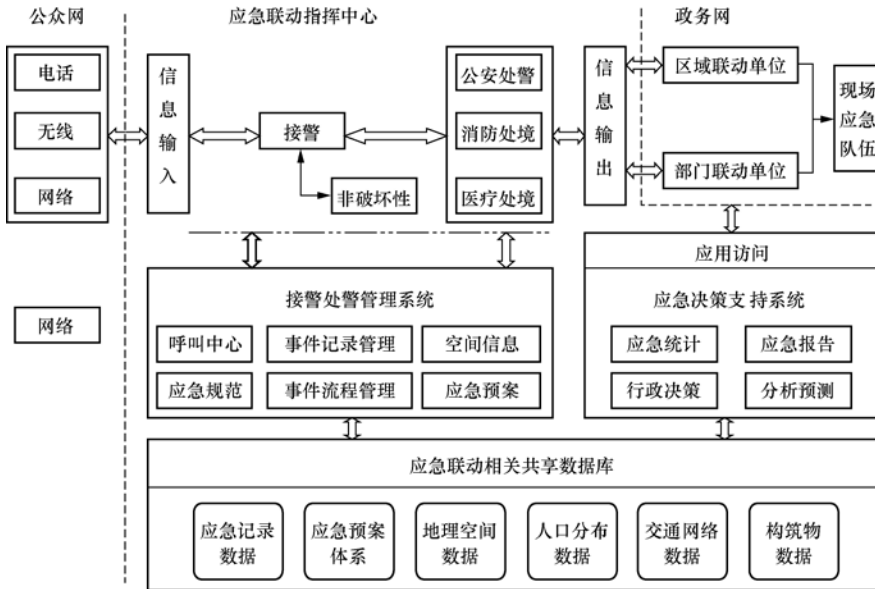 公众网
应急联动指挥中心
政务网
电话
无线
网络
信息输入
接警
非破坏性
公安处警
消防处境
医疗处境
信息输出
区域联动单位
部门联动单位
现场
应急
队伍
网络
接警处警管理系统
呼叫中心
事件记录管理
空间信息
应急规范
事件流程管理
应急预案
应用访问
应急决策支持系统
应急统计
应急报告
行政决策
分析预测
应急联动相关共享数据库
应急记录
数据
应急预案
体系
地理空间
数据
人口分布
数据
交通网络
数据
构筑物
数据